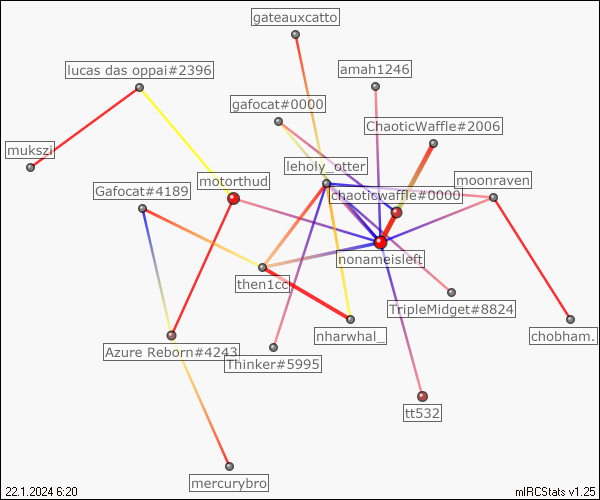 gateauxcatto
lucas das oppai#2396
amah1246
gafocat#0000
ChaoticWaffle#2006
mukszi
leholy_otter
motorthud
moonraven
Gafocat#4189
chaoticwaffle#0000
nonameisleft
then1cc
TripleMidget#8824
nharwhal_
chobham.
Azure Reborn#4243
Thinker#5995
tt532
mercurybro
22.1.2024 6:20
mIRCStats v1.25